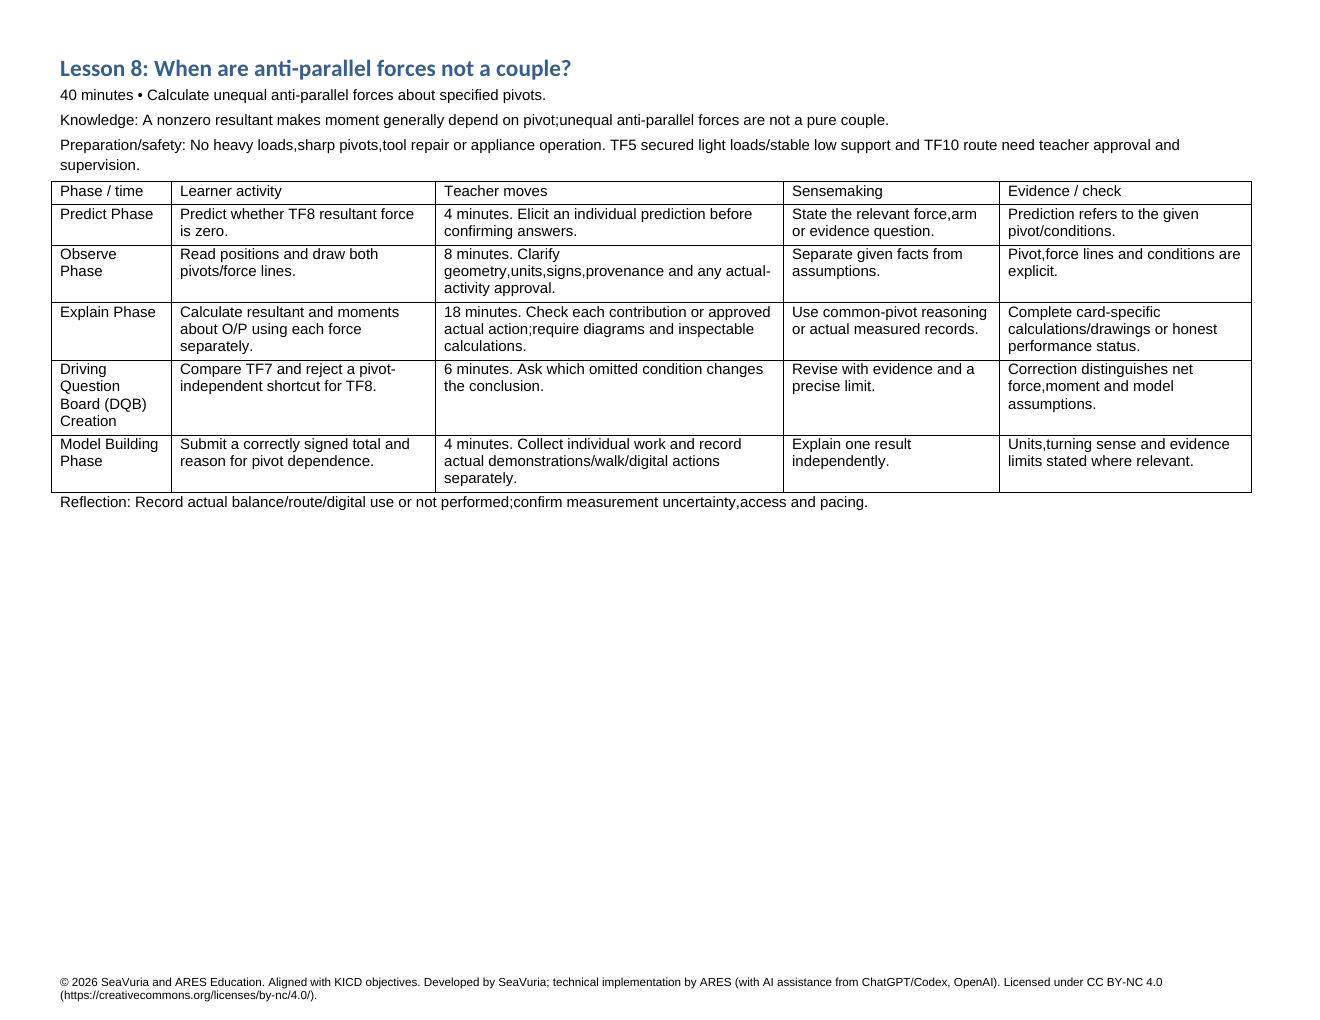 Lesson 8: When are anti-parallel forces not a couple?
40 minutes • Calculate unequal anti-parallel forces about specified pivots.
Knowledge: A nonzero resultant makes moment generally depend on pivot;unequal anti-parallel forces are not a pure couple.
Preparation/safety: No heavy loads,sharp pivots,tool repair or appliance operation. TF5 secured light loads/stable low support and TF10 route need teacher approval and
supervision.
Phase / time
Learner activity
Teacher moves
Sensemaking
Evidence / check
Predict Phase
Predict whether TF8 resultant force
is zero.
4 minutes. Elicit an individual prediction before
confirming answers.
State the relevant force,arm
or evidence question.
Prediction refers to the given
pivot/conditions.
Observe
Phase
Read positions and draw both
pivots/force lines.
8 minutes. Clarify
geometry,units,signs,provenance and any actual-
activity approval.
Separate given facts from
assumptions.
Pivot,force lines and conditions are
explicit.
Explain Phase
Calculate resultant and moments
about O/P using each force
separately.
18 minutes. Check each contribution or approved
actual action;require diagrams and inspectable
calculations.
Use common-pivot reasoning
or actual measured records.
Complete card-specific
calculations/drawings or honest
performance status.
Driving
Question
Board (DQB)
Creation
Compare TF7 and reject a pivot-
independent shortcut for TF8.
6 minutes. Ask which omitted condition changes
the conclusion.
Revise with evidence and a
precise limit.
Correction distinguishes net
force,moment and model
assumptions.
Model Building
Phase
Submit a correctly signed total and
reason for pivot dependence.
4 minutes. Collect individual work and record
actual demonstrations/walk/digital actions
separately.
Explain one result
independently.
Units,turning sense and evidence
limits stated where relevant.
Reflection: Record actual balance/route/digital use or not performed;confirm measurement uncertainty,access and pacing.
© 2026 SeaVuria and ARES Education. Aligned with KICD objectives. Developed by SeaVuria; technical implementation by ARES (with AI assistance from ChatGPT/Codex, OpenAI). Licensed under CC BY-NC 4.0
(https://creativecommons.org/licenses/by-nc/4.0/).